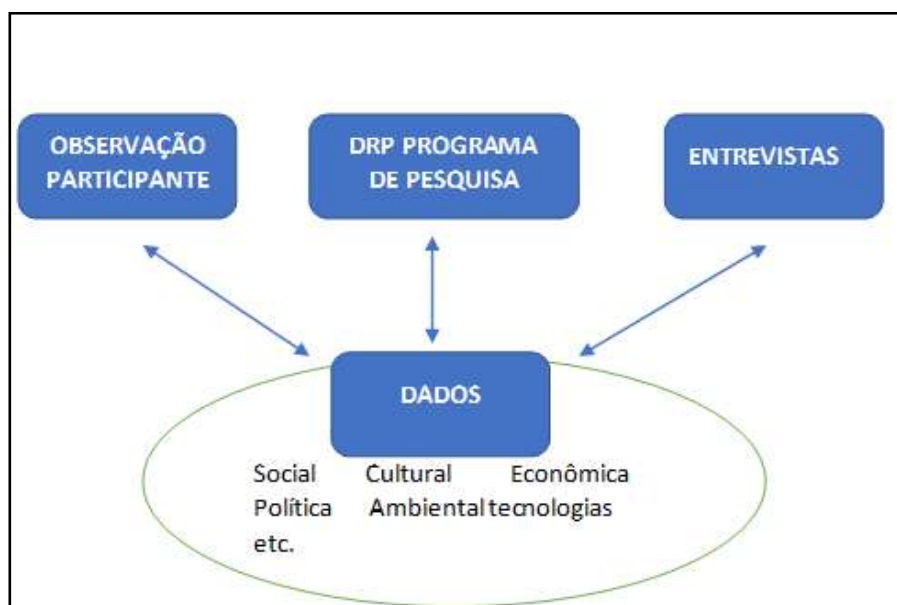 OBSERVAÇÃO
PARTICIPANTE
DRP PROGRAMA
DE PESQUISA
ENTREVISTAS
DADOS
Social Cultural Econômica
Política Ambiental tecnologias
etc.